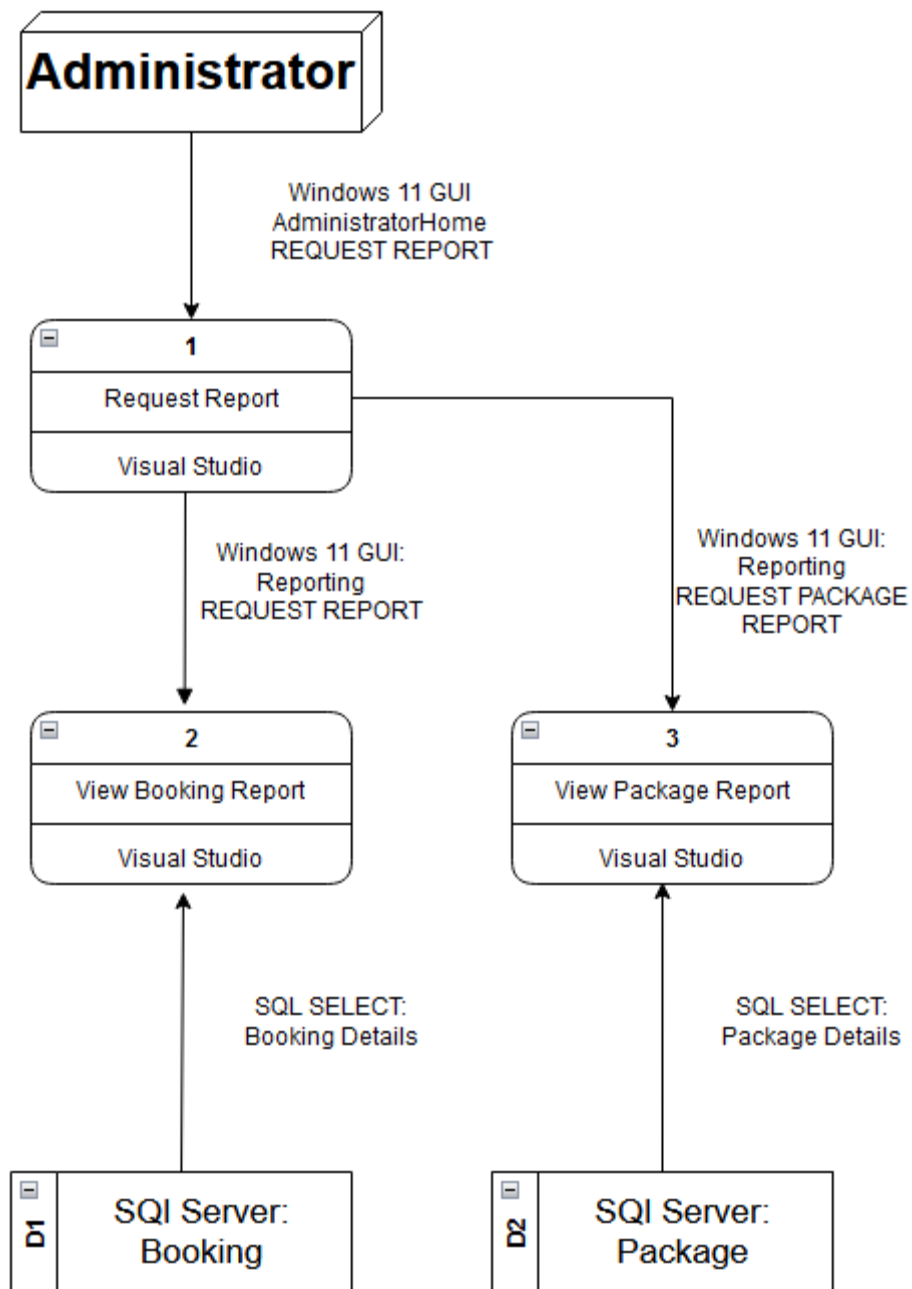 Administrator
Windows 11 GUI
AdministratorHome
REQUEST REPORT
1
Request Report
Visual Studio
Windows 11 GUI:
Reporting
REQUEST REPORT
Windows 11 GUI:
Reporting
REQUEST PACKAGE
REPORT
2
View Booking Report
Visual Studio
3
View Package Report
Visual Studio
SQL SELECT:
Booking Details
SQL SELECT:
Package Details
D1
SQl Server:
Booking
D2
SQl Server:
Package